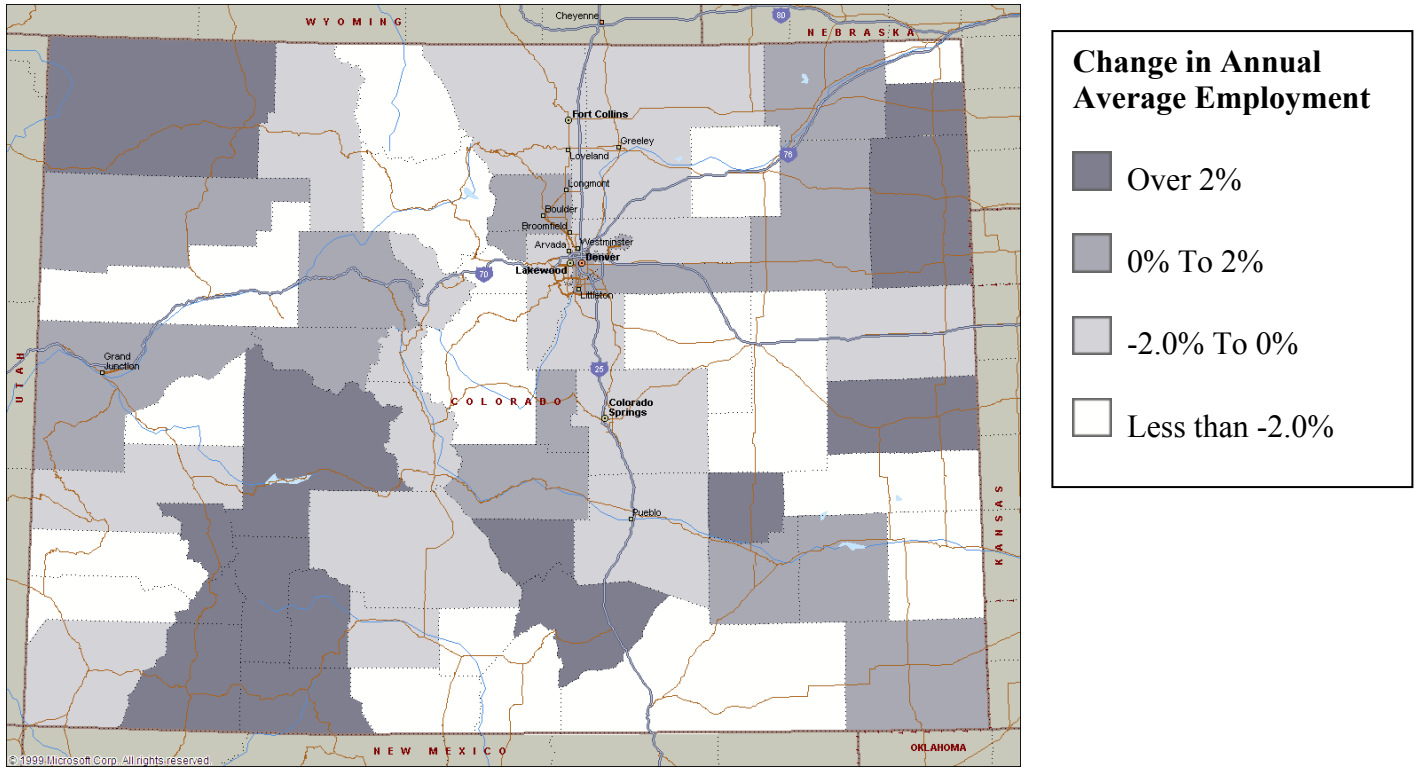 WYOMING
Cheyenne
80
NEBRASKA
Fort Collins
Greeley
Loveland
76
Longmont
Boulder
Broomfield
Arvada
Westminster
Denver
Lakewood
70
Littleton
UTAH
Grand
Junction
25
COLORADO
Colorado
Springs
Pueblo
KANSAS
NEW MEXICO
OKLAHOMA
© 1999 Microsoft Corp. All rights reserved.
Change in Annual
Average Employment
Over 2%
0% To 2%
-2.0% To 0%
Less than -2.0%